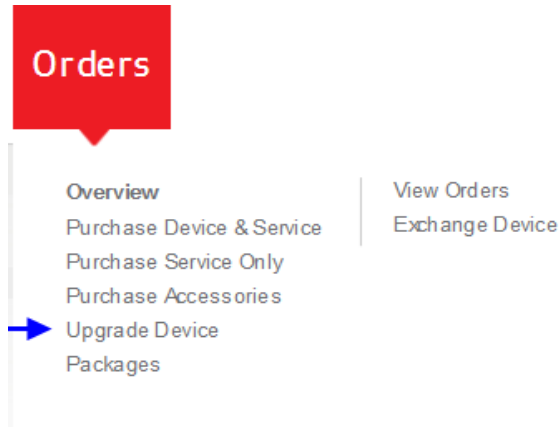 Orders
Overview
Purchase Device & Service
Purchase Service Only
Purchase Accessories
Upgrade Device
Packages
View Orders
Exchange Device